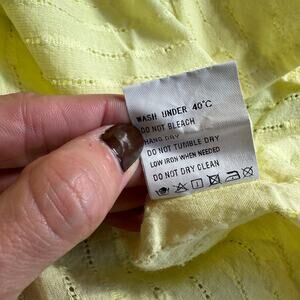 WASH UNDER 40°C
DO NOT BLEACH
HANG DRY
DO NOT TUMBLE DRY
LOW IRON WHEN NEEDED
DO NOT DRY CLEAN